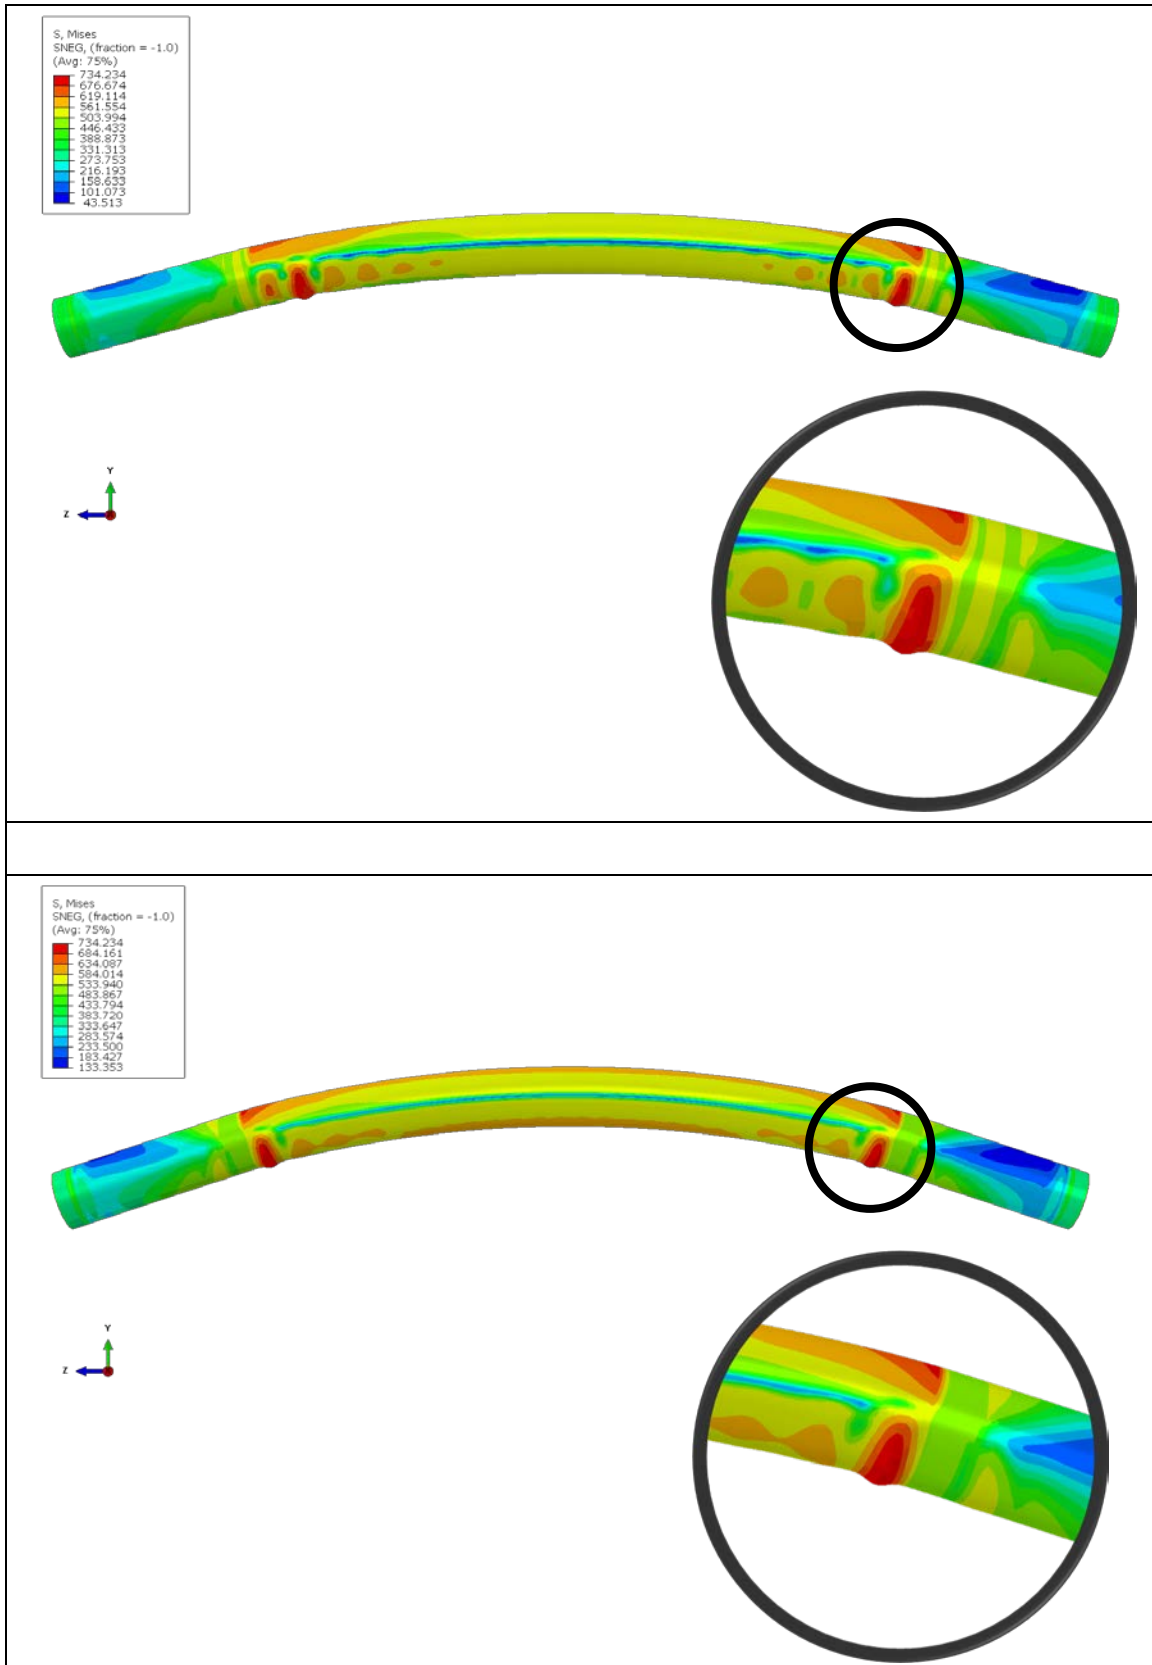 S, Mises
SNEG, (fraction = -1.0)
(Avg: 75%)
734.234
676.674
619.114
561.554
503.994
446.433
388.873
331.313
273.753
216.193
158.633
101.073
43.513
Y
Z
S, Mises
SNEG, (fraction = -1.0)
(Avg: 75%)
734.234
684.161
634.087
584.014
533.940
483.867
433.794
383.720
333.647
283.574
233.500
183.427
133.353
Y
Z